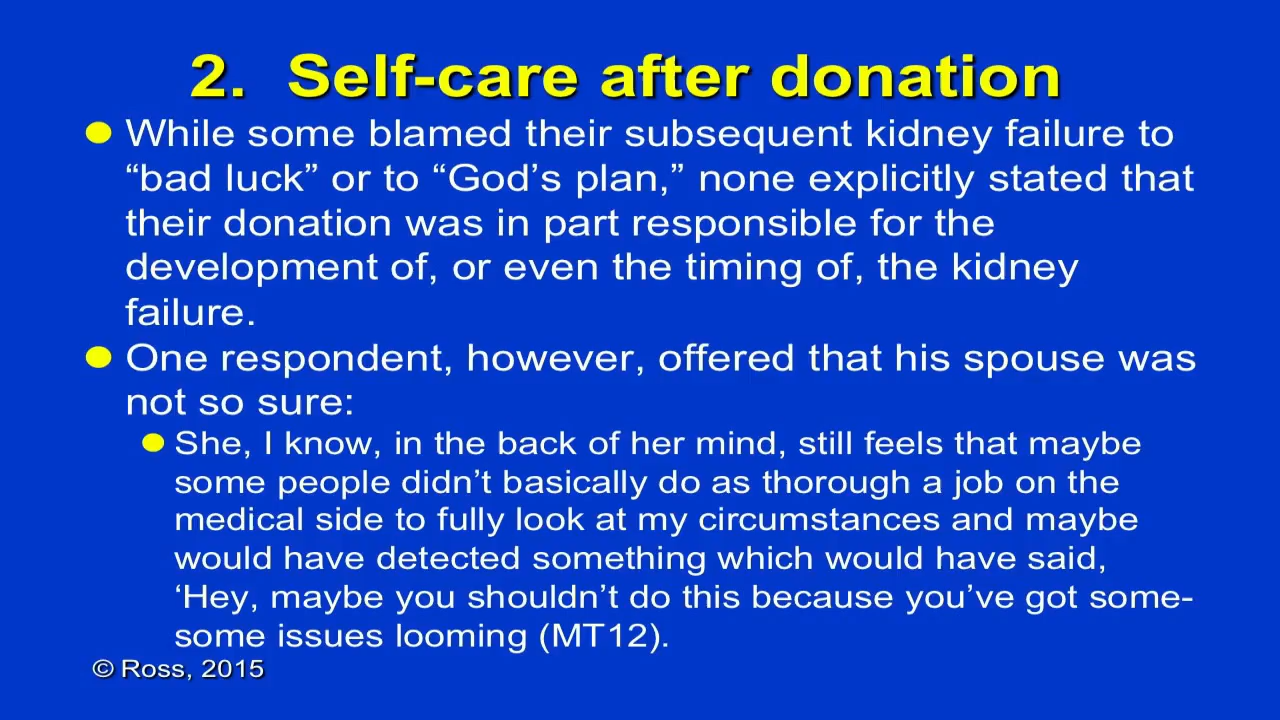 2. Self-care after donation
While some blamed their subsequent kidney failure to
“bad luck” or to “God’s plan,” none explicitly stated that
their donation was in part responsible for the
development of, or even the timing of, the kidney
failure.
One respondent, however, offered that his spouse was
not so sure:
She, I know, in the back of her mind, still feels that maybe
some people didn’t basically do as thorough a job on the
medical side to fully look at my circumstances and maybe
would have detected something which would have said,
‘Hey, maybe you shouldn’t do this because you’ve got some-
some issues looming (MT12).
© Ross, 2015